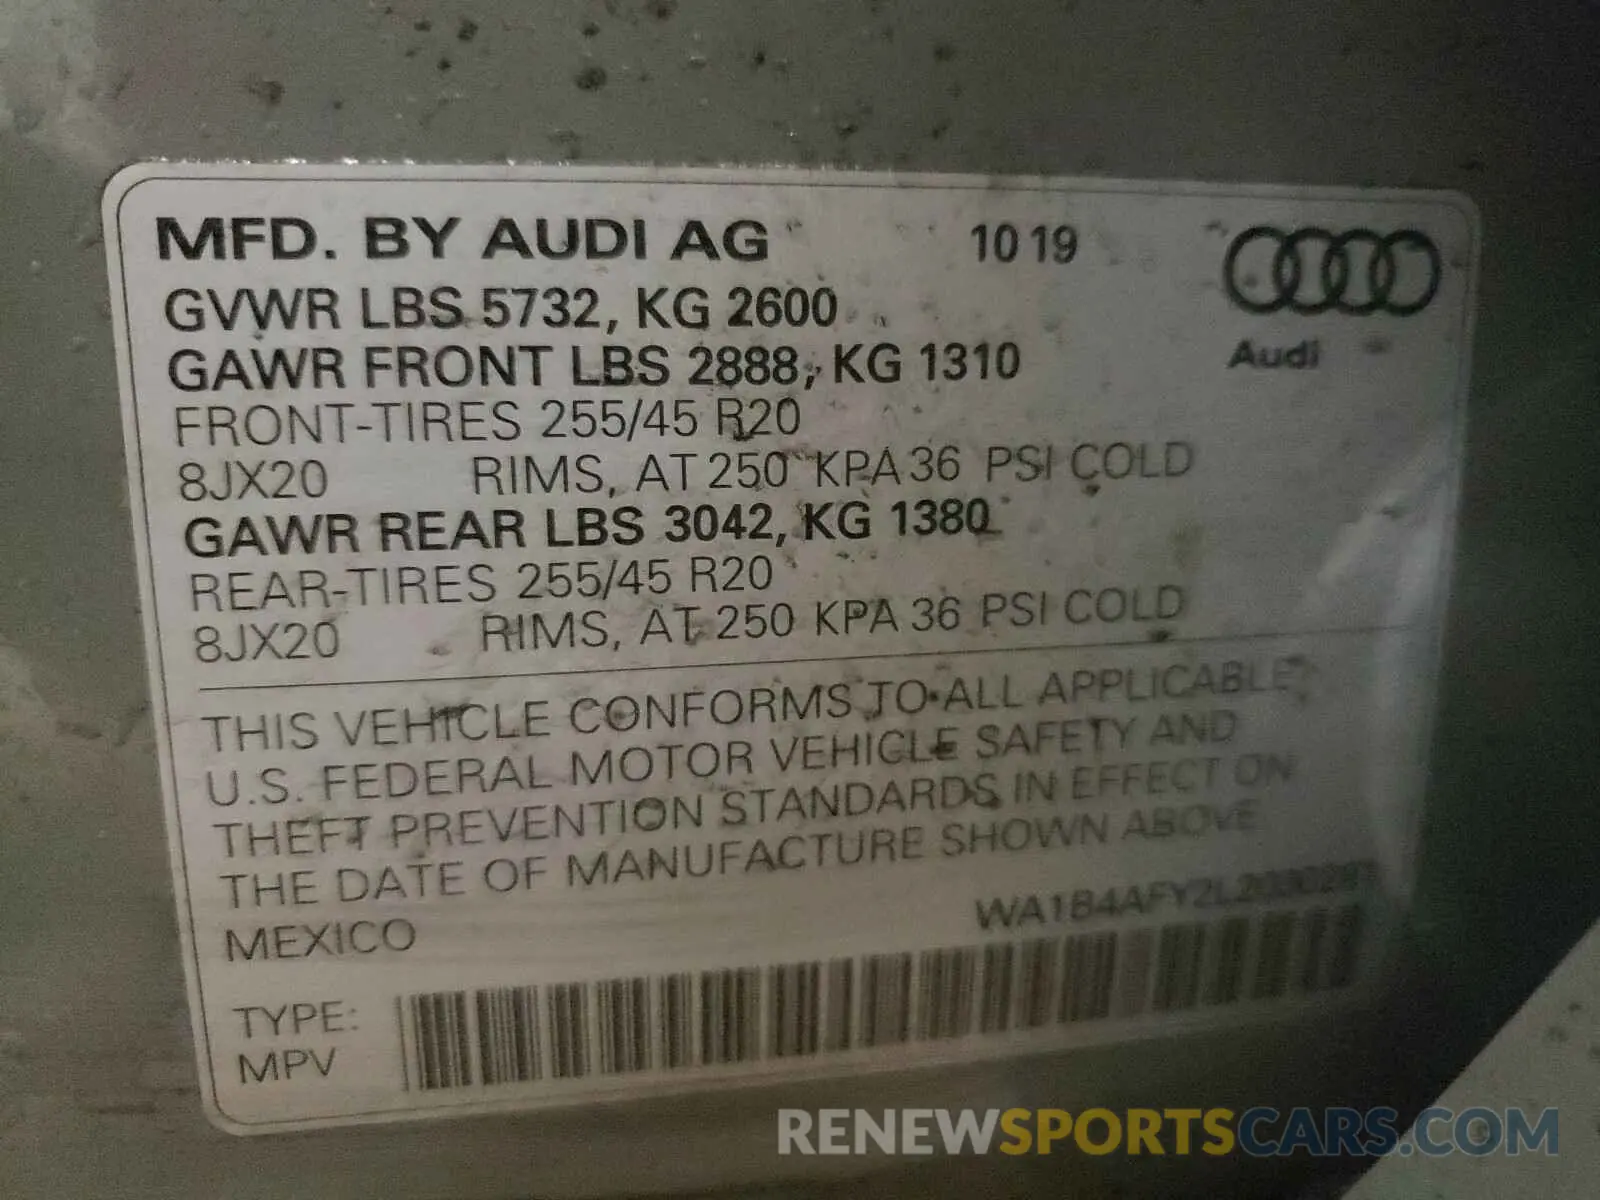 MFD. BY AUDI AG 10 19
GVWR LBS 5732, KG 2600
GAWR FRONT LBS 2888, KG 1310
Audi
FRONT-TIRES 255/45 R20
8JX20 RIMS, AT 250 KPA 36 PSI COLD
GAWR REAR LBS 3042, KG 1380
REAR-TIRES 255/45 R20
8JX20 RIMS, AT 250 KPA 36 PSI COLD
THIS VEHICLE CONFORMS TO ALL APPLICABLE
U.S. FEDERAL MOTOR VEHICLE SAFETY AND
THEFT PREVENTION STANDARDS IN EFFECT ON
THE DATE OF MANUFACTURE SHOWN ABOVE
MEXICO
TYPE:
MPV
RENEWSPORTSCARS.COM